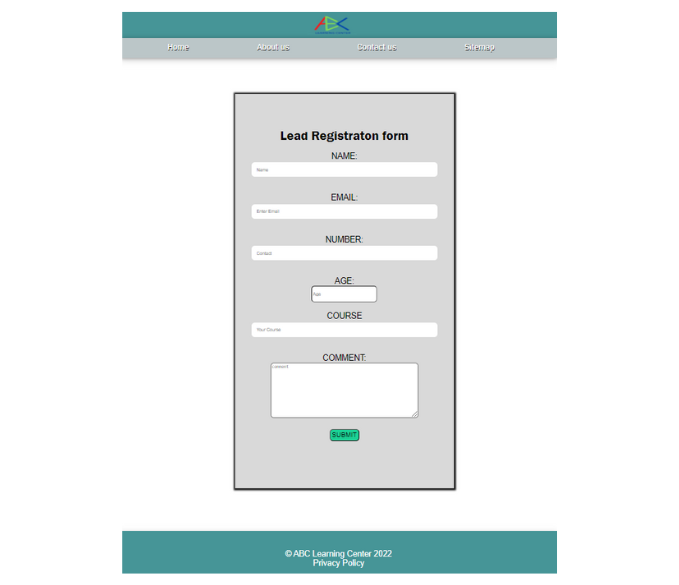 ABC
Home About us Contact us Sitemap
Lead Registraton form
NAME:
Name
EMAIL:
Enter Email
NUMBER:
Contact
AGE:
Age
COURSE
Your Course
COMMENT:
SUBMIT
© ABC Learning Center 2022
Privacy Policy